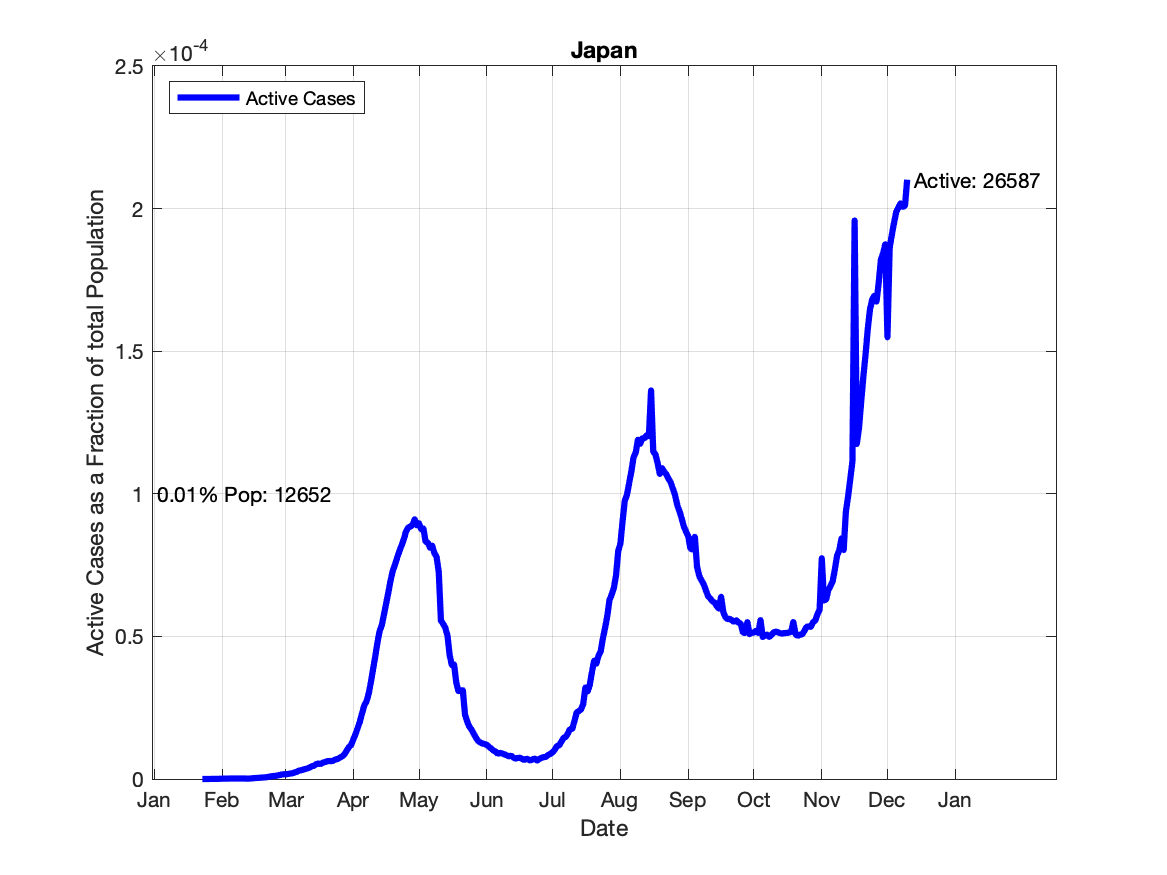 Japan
×10-4
2.5
2
1.5
1
0.5
0
Active Cases as a Fraction of total Population
Active Cases
Active: 26587
0.01% Pop: 12652
Jan Feb Mar Apr May Jun Jul Aug Sep Oct Nov Dec Jan
Date